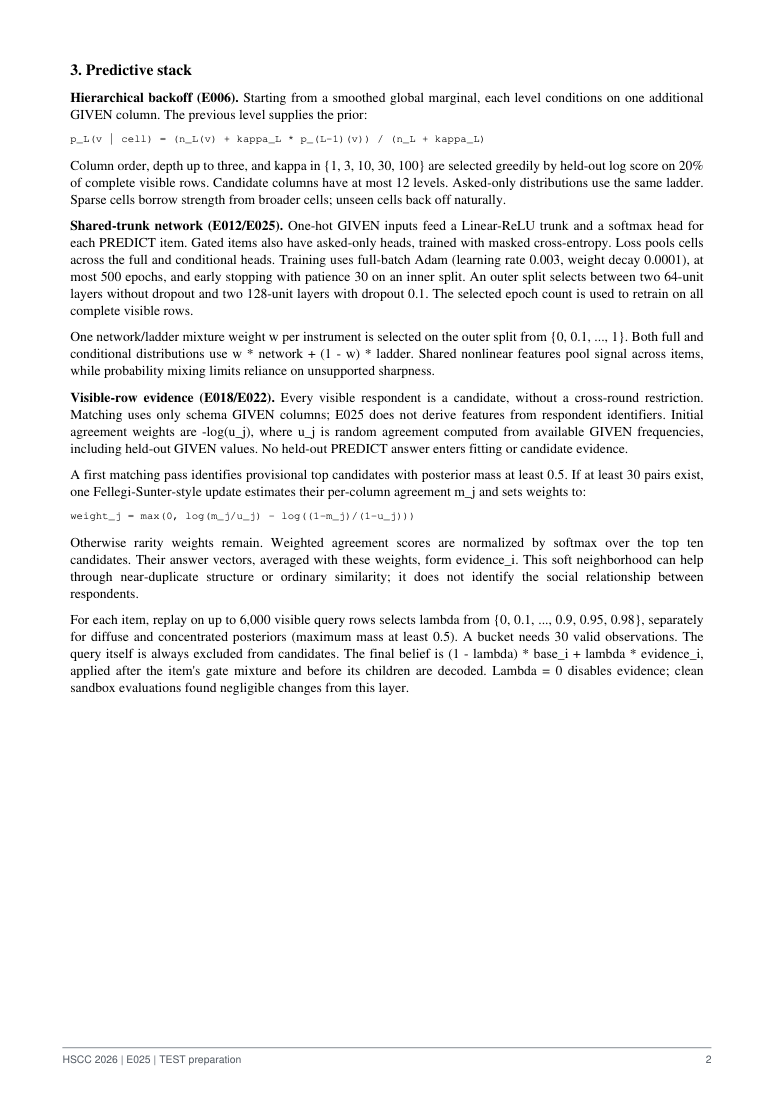 3. Predictive stack
Hierarchical backoff (E006). Starting from a smoothed global marginal, each level conditions on one additional
GIVEN column. The previous level supplies the prior:
p_L(v | cell) = (n_L(v) + kappa_L * p_(L-1)(v)) / (n_L + kappa_L)
Column order, depth up to three, and kappa in {1, 3, 10, 30, 100} are selected greedily by held-out log score on 20%
of complete visible rows. Candidate columns have at most 12 levels. Asked-only distributions use the same ladder.
Sparse cells borrow strength from broader cells; unseen cells back off naturally.
Shared-trunk network (E012/E025). One-hot GIVEN inputs feed a Linear-ReLU trunk and a softmax head for
each PREDICT item. Gated items also have asked-only heads, trained with masked cross-entropy. Loss pools cells
across the full and conditional heads. Training uses full-batch Adam (learning rate 0.003, weight decay 0.0001), at
most 500 epochs, and early stopping with patience 30 on an inner split. An outer split selects between two 64-unit
layers without dropout and two 128-unit layers with dropout 0.1. The selected epoch count is used to retrain on all
complete visible rows.
One network/ladder mixture weight w per instrument is selected on the outer split from {0, 0.1, ..., 1}. Both full and
conditional distributions use w * network + (1 - w) * ladder. Shared nonlinear features pool signal across items,
while probability mixing limits reliance on unsupported sharpness.
Visible-row evidence (E018/E022). Every visible respondent is a candidate, without a cross-round restriction.
Matching uses only schema GIVEN columns; E025 does not derive features from respondent identifiers. Initial
agreement weights are -log(u_j), where u_j is random agreement computed from available GIVEN frequencies,
including held-out GIVEN values. No held-out PREDICT answer enters fitting or candidate evidence.
A first matching pass identifies provisional top candidates with posterior mass at least 0.5. If at least 30 pairs exist,
one Fellegi-Sunter-style update estimates their per-column agreement m_j and sets weights to:
weight_j = max(0, log(m_j/u_j) - log((1-m_j)/(1-u_j)))
Otherwise rarity weights remain. Weighted agreement scores are normalized by softmax over the top ten
candidates. Their answer vectors, averaged with these weights, form evidence_i. This soft neighborhood can help
through near-duplicate structure or ordinary similarity; it does not identify the social relationship between
respondents.
For each item, replay on up to 6,000 visible query rows selects lambda from {0, 0.1, ..., 0.9, 0.95, 0.98}, separately
for diffuse and concentrated posteriors (maximum mass at least 0.5). A bucket needs 30 valid observations. The
query itself is always excluded from candidates. The final belief is (1 - lambda) * base_i + lambda * evidence_i,
applied after the item's gate mixture and before its children are decoded. Lambda = 0 disables evidence; clean
sandbox evaluations found negligible changes from this layer.
HSCC 2026 | E025 | TEST preparation
2